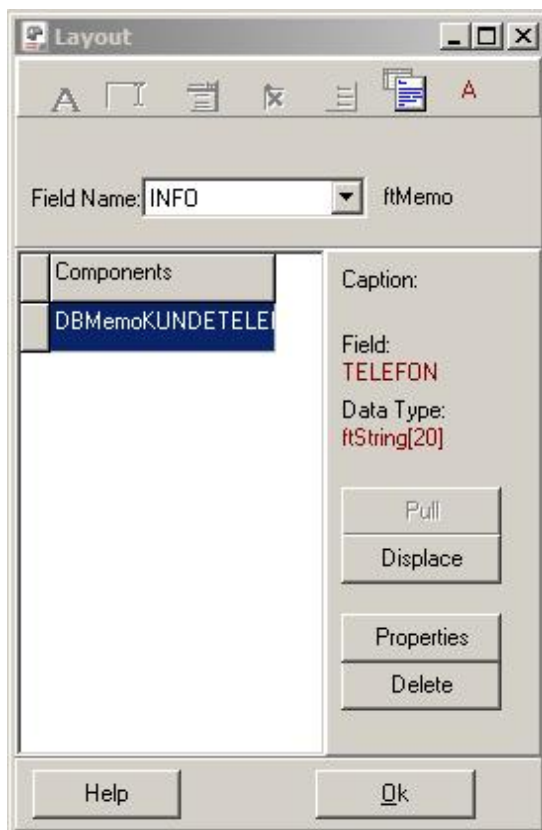 Layout
A
A
Field Name: INFO ftMemo
Components
DBMemoKUNDETELE
Caption:
Field:
TELEFON
Data Type:
ftString[20]
Pull
Displace
Properties
Delete
Help
Ok